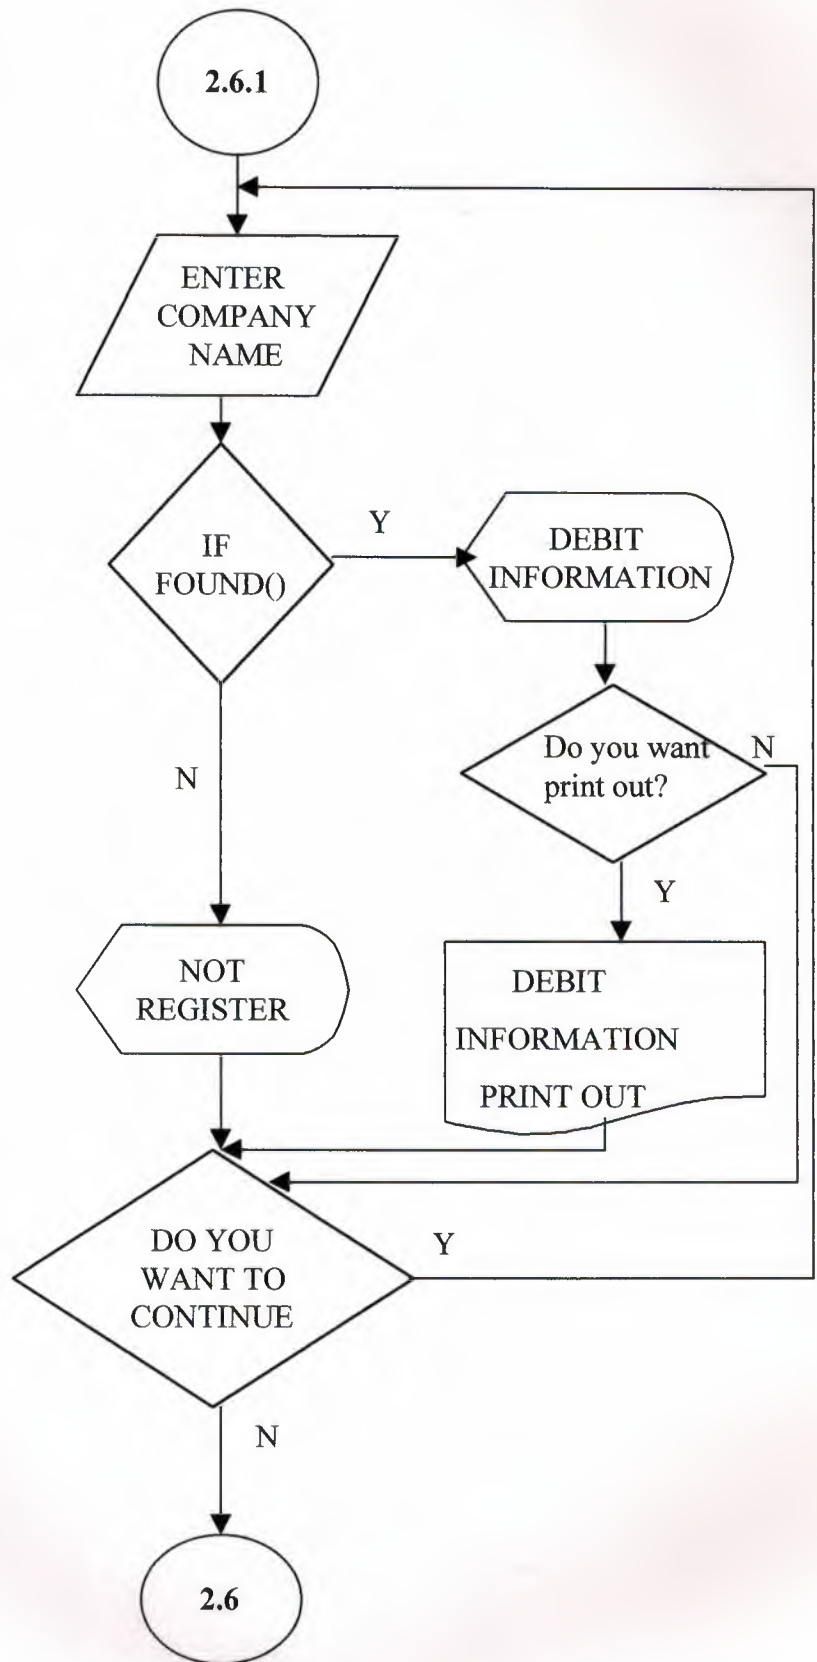 2.6.1
ENTER
COMPANY
NAME
IF
FOUND()
Y
DEBIT
INFORMATION
N
Do you want
print out?
N
Y
NOT
REGISTER
DEBIT
INFORMATION
PRINT OUT
DO YOU
WANT TO
CONTINUE
Y
N
2.6